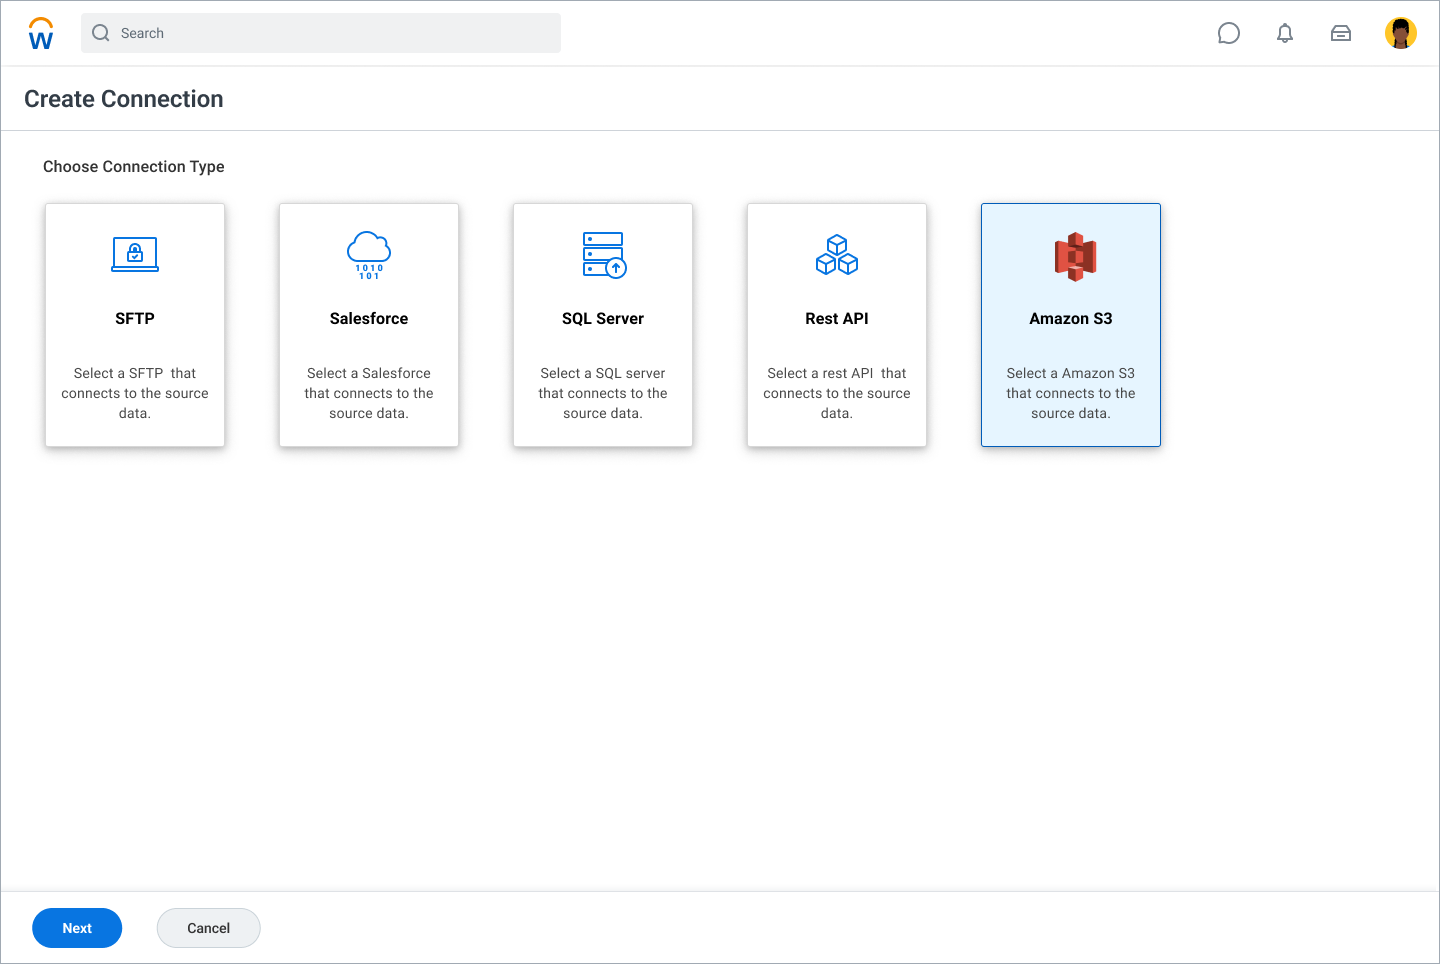 W
Search
Create Connection
Choose Connection Type
SFTP
Select a SFTP  that
connects to the source
data.
1010
101
Salesforce
Select a Salesforce
that connects to the
source data.
SQL Server
Select a SQL server
that connects to the
source data.
Rest API
Select a rest API  that
connects to the source
data.
Amazon S3
Select a Amazon S3
that connects to the
source data.
Next
Cancel